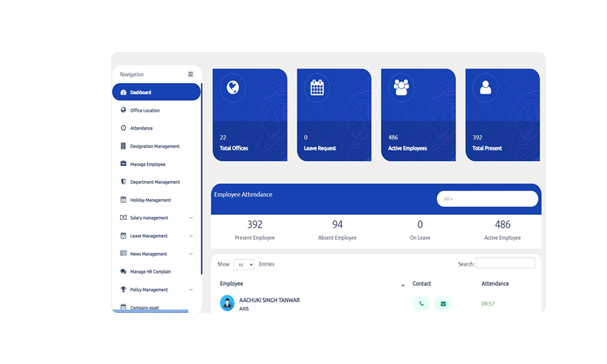 Navigation
Dashboard
Office Location
Attendance
Designation Management
Manage Employee
Department Management
Holiday Management
Salary management
Leave Management
News Management
Manage HR Complain
Policy Management
Company asset
22
Total Offices
0
Leave Request
486
Active Employees
392
Total Present
Employee Attendance
All
392
Present Employee
94
Absent Employee
0
On Leave
486
Active Employee
Show 10 Entries
Search:
Employee Contact Attendance
AACHUKI SINGH TANWAR
AXIS
09:57